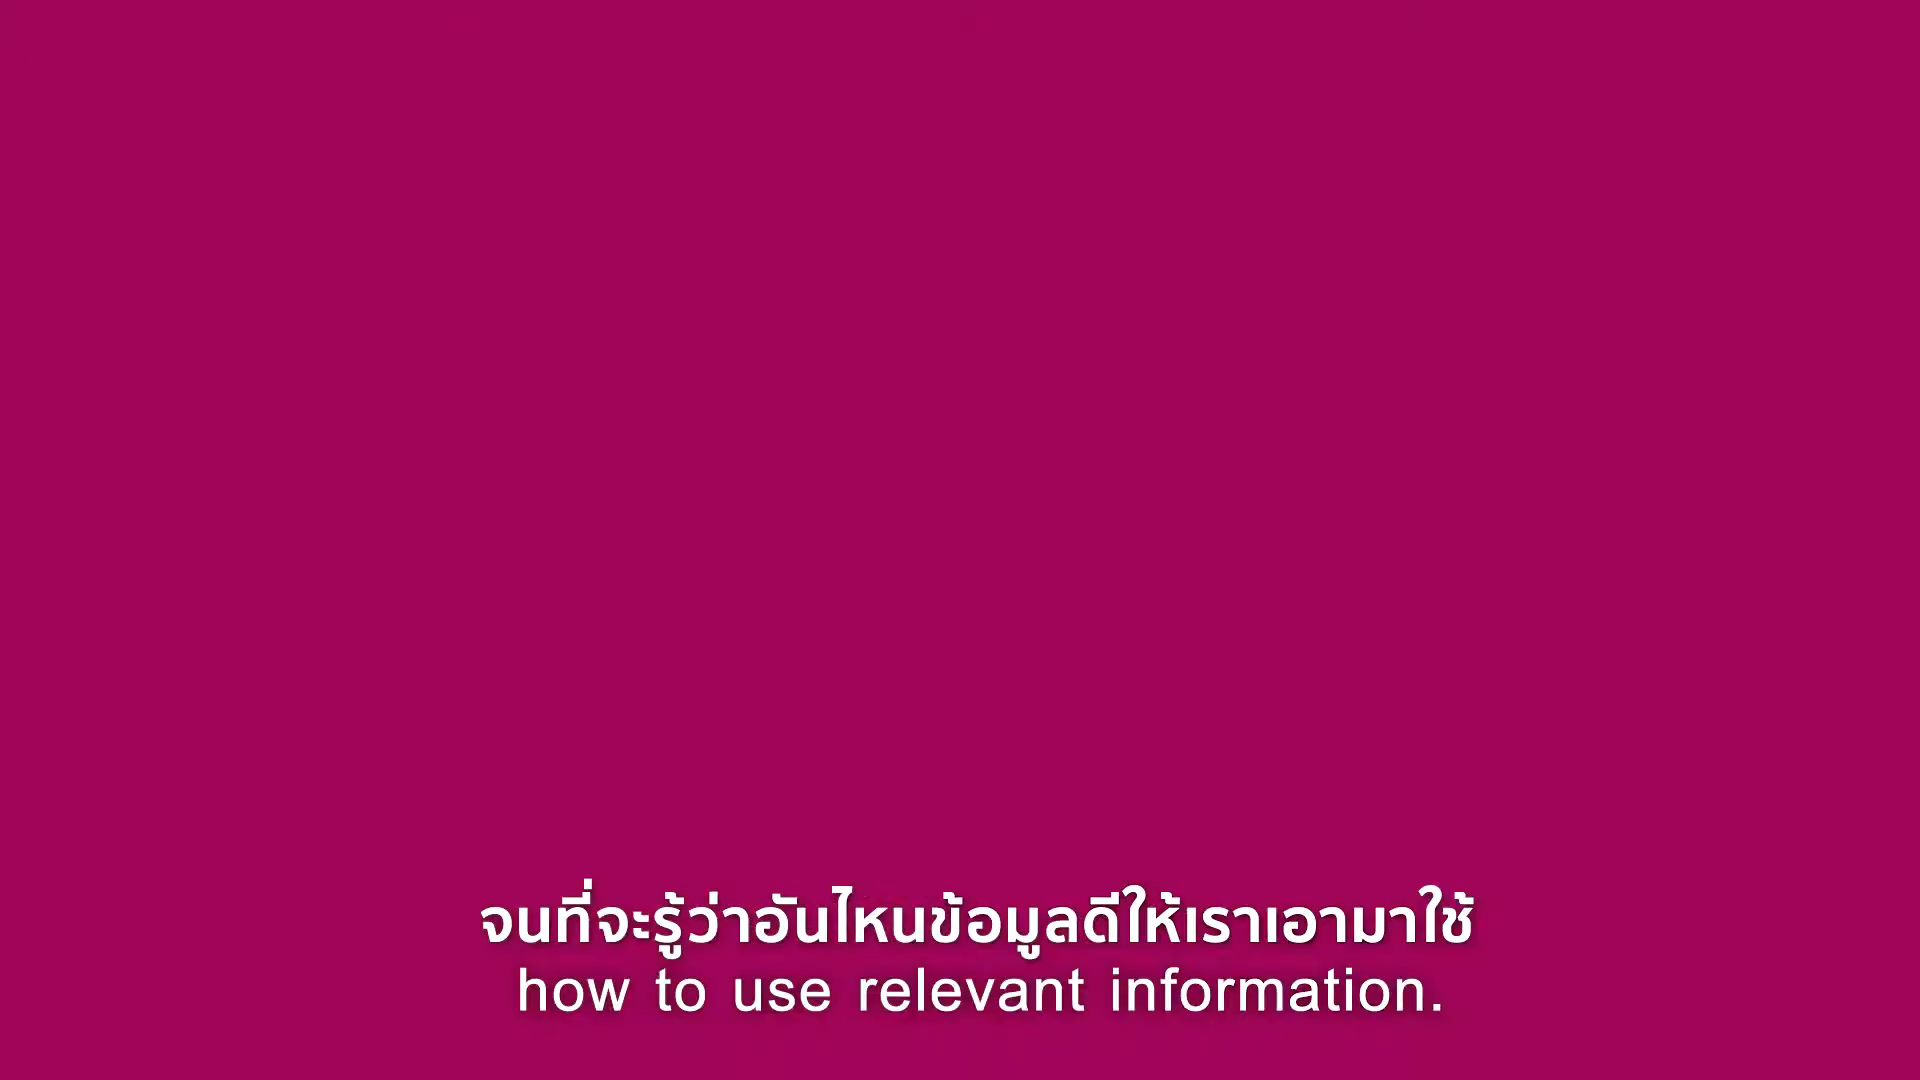 จนที่จะรู้ว่าอันไหนข้อมูลดีให้เราเอามาใช้
how to use relevant information.